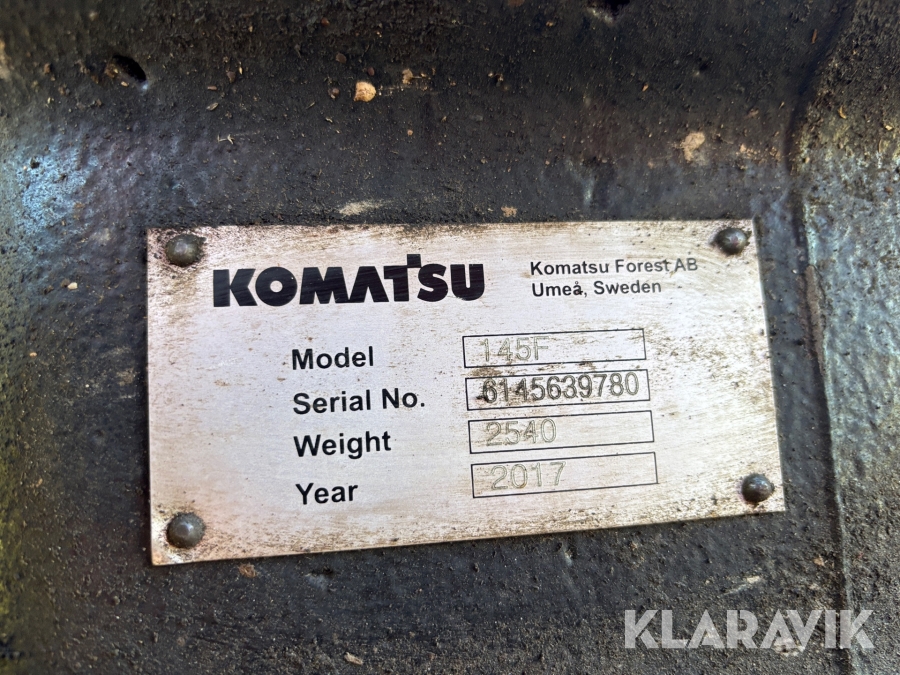 KOMATSU
Komatsu Forest AB
Umeå, Sweden
Model 145F
Serial No. 6145639780
Weight 2540
Year 2017
KLARAVIK